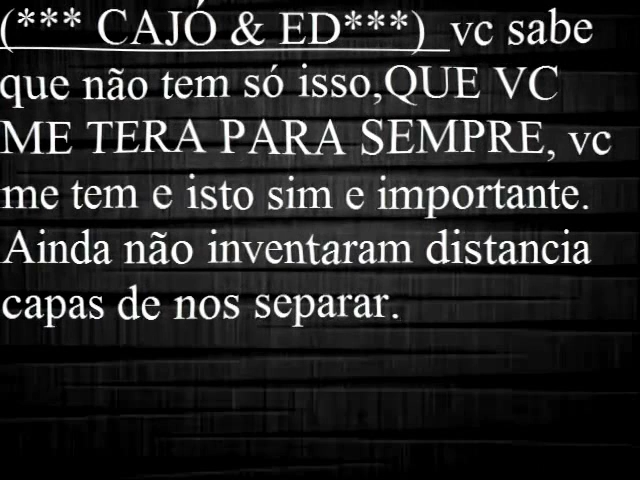 (*** CAJÓ & ED***)  vc sabe
que não tem só isso,QUE VC
ME TERA PARA SEMPRE, vc
me tem e isto sim e importante.
Ainda não inventaram distancia
capas de nos separar.